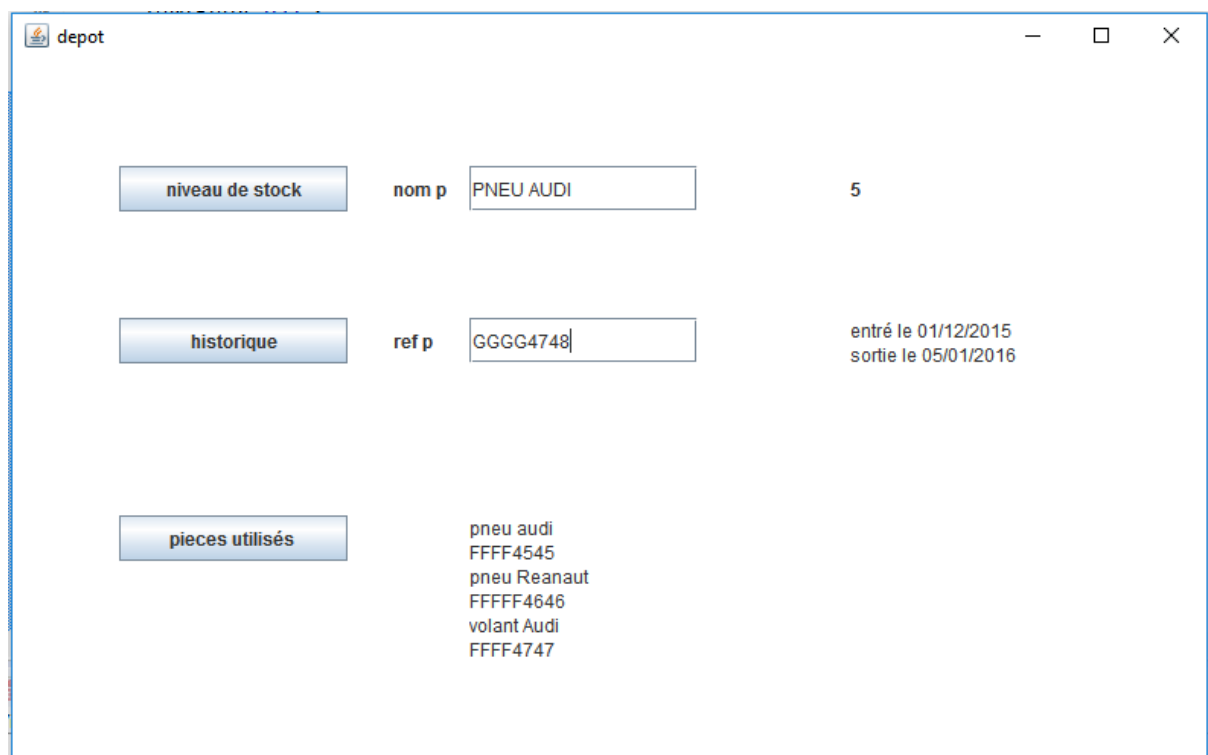 depot
niveau de stock nom p PNEU AUDI 5
historique ref p GGGG4748 entré le 01/12/2015
sortie le 05/01/2016
pieces utilisés pneu audi
FFFF4545
pneu Reanaut
FFFFF4646
volant Audi
FFFF4747